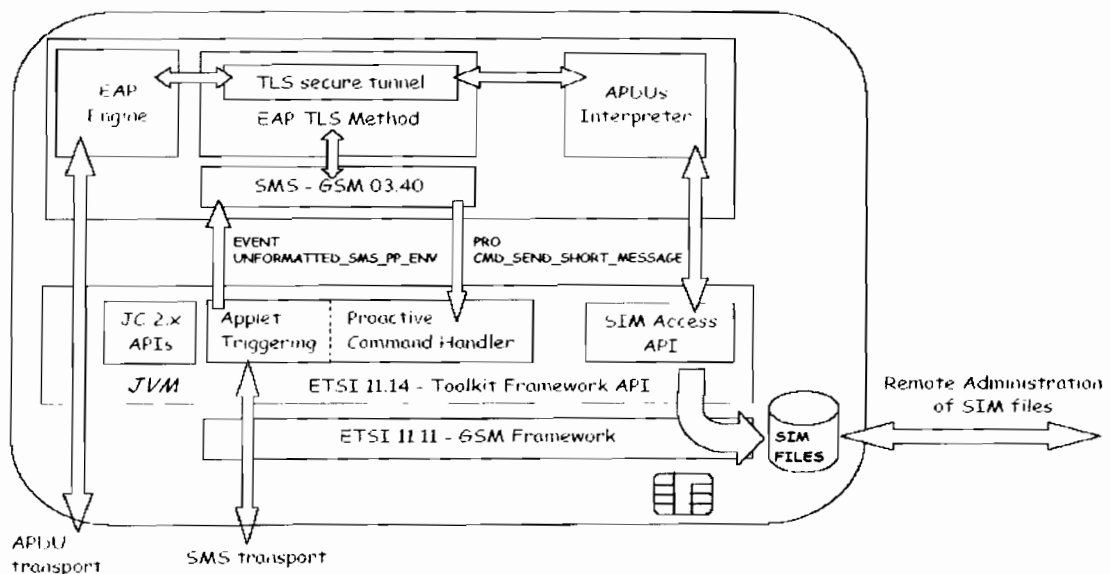 EAP
Engine
TLS secure tunnel
EAP TLS Method
APDUs
Interpreter
SMS - GSM 03.40
EVENT
UNFORMATTED_SMS_PP_ENV
PRO
CMD_SEND_SHORT_MESSAGE
JC 2.x
APIs
Applet
Triggering
Proactive
Command Handler
SIM Access
API
JVM
ETSI 11.14 - Toolkit Framework API
ETSI 11.11 - GSM Framework
SIM
FILES
Remote Administration
of SIM files
APDU
transport
SMS transport